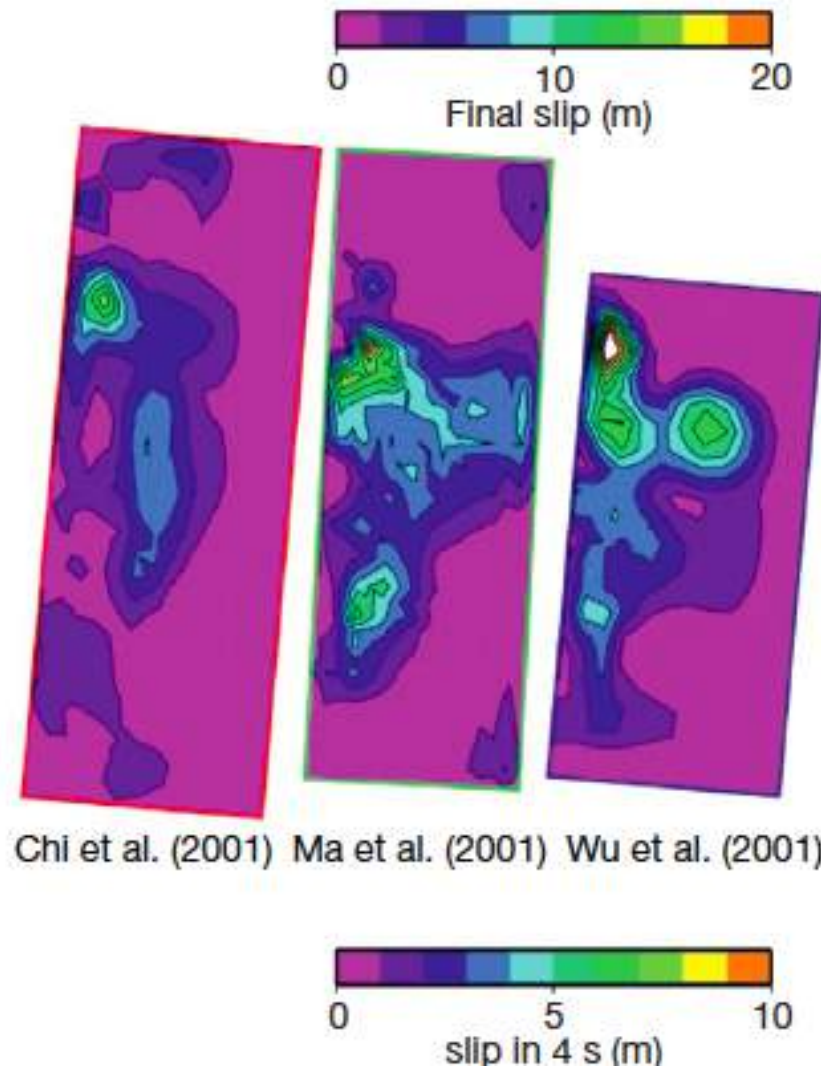 0 10 20
Final slip (m)
Chi et al. (2001) Ma et al. 2001) Wu et al. (2001)
0 5 10
slip in 4 s (m)